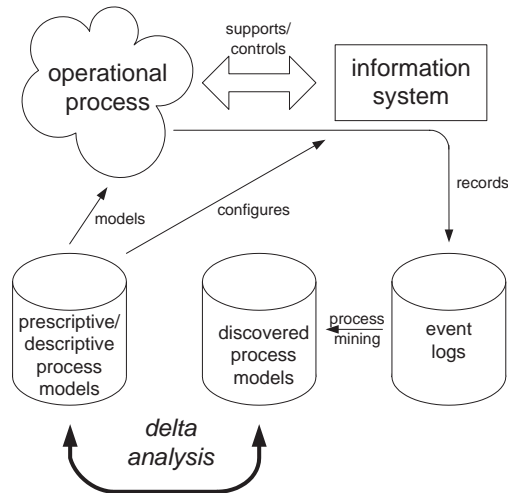 supports/
controls
operational
process
information
system
records
models
configures
prescriptive/
descriptive
process
models
discovered
process
models
process
mining
event
logs
delta
analysis